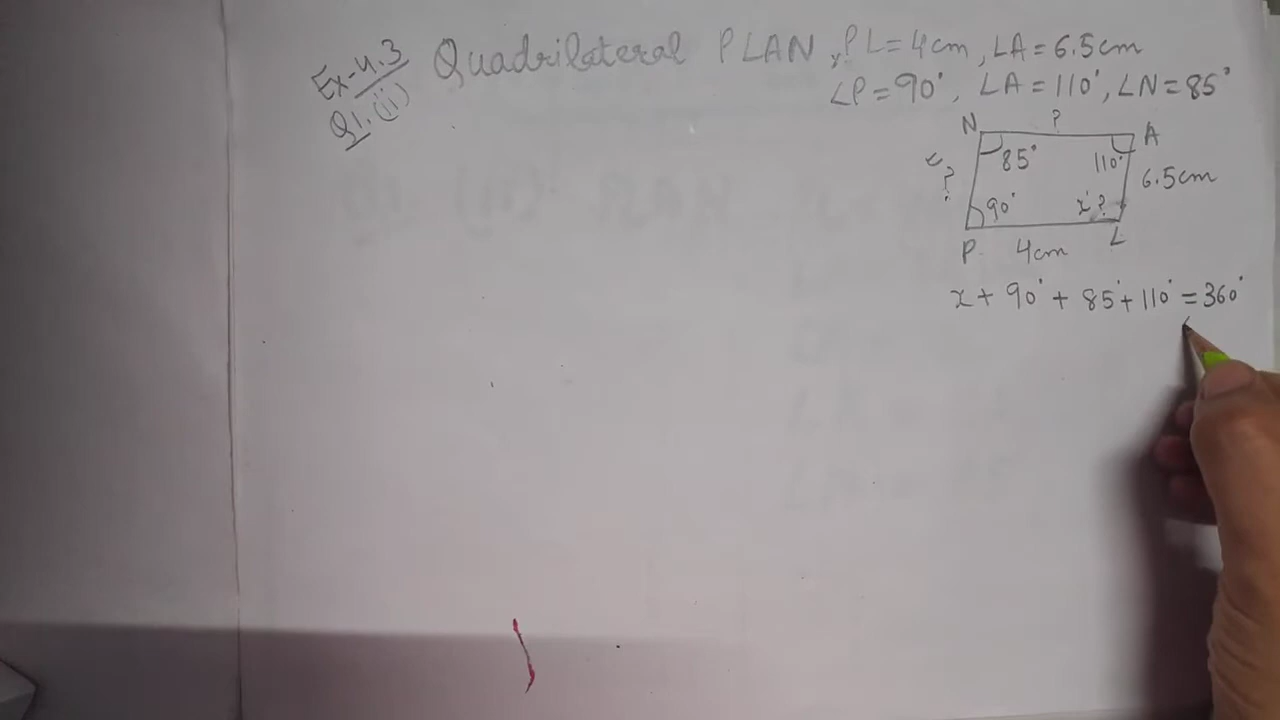 Ex-4.3 Quadrilateral PLAN, PL=4cm, LA=6.5cm
Q1.(ii) ∠P=90°, ∠A=110°, ∠N=85°
N ? A
85° 110°
? 6.5cm
90° x°?
P 4cm L
x + 90° + 85° + 110° = 360°